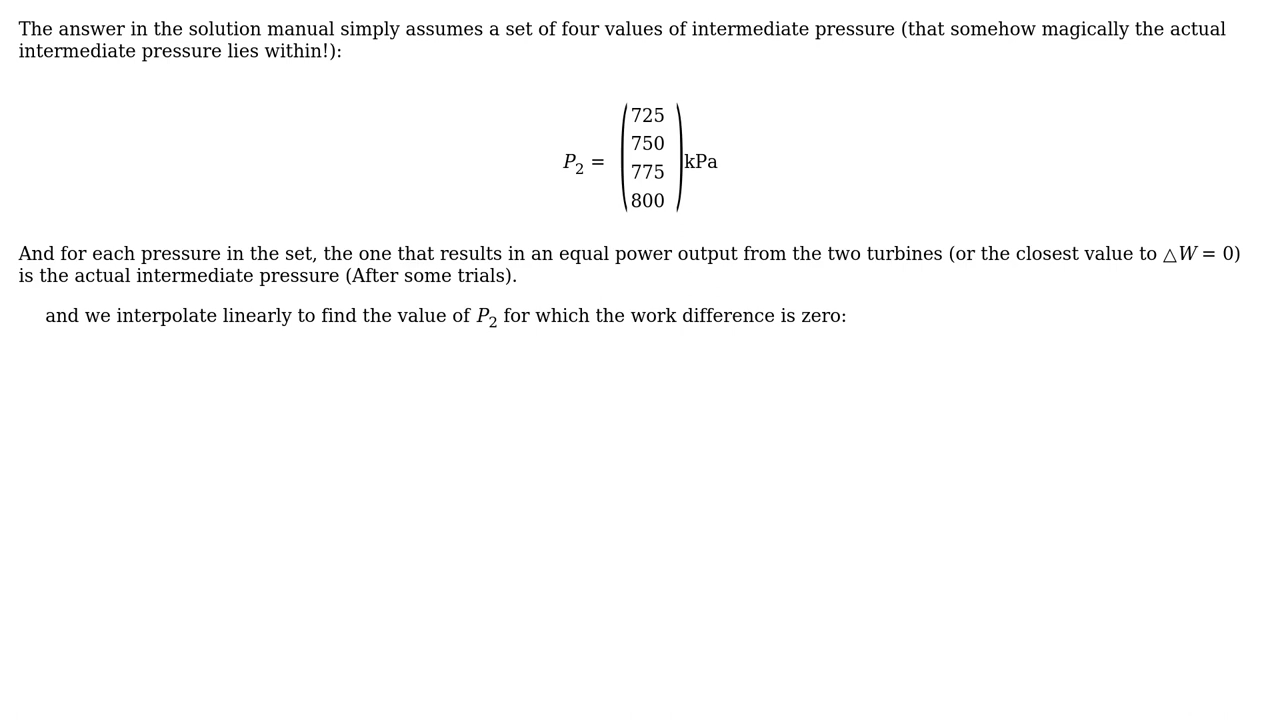 The answer in the solution manual simply assumes a set of four values of intermediate pressure (that somehow magically the actual
intermediate pressure lies within!):
725
750
P2 = kPa
775
800
And for each pressure in the set, the one that results in an equal power output from the two turbines (or the closest value to △W = 0)
is the actual intermediate pressure (After some trials).
and we interpolate linearly to find the value of P2 for which the work difference is zero: